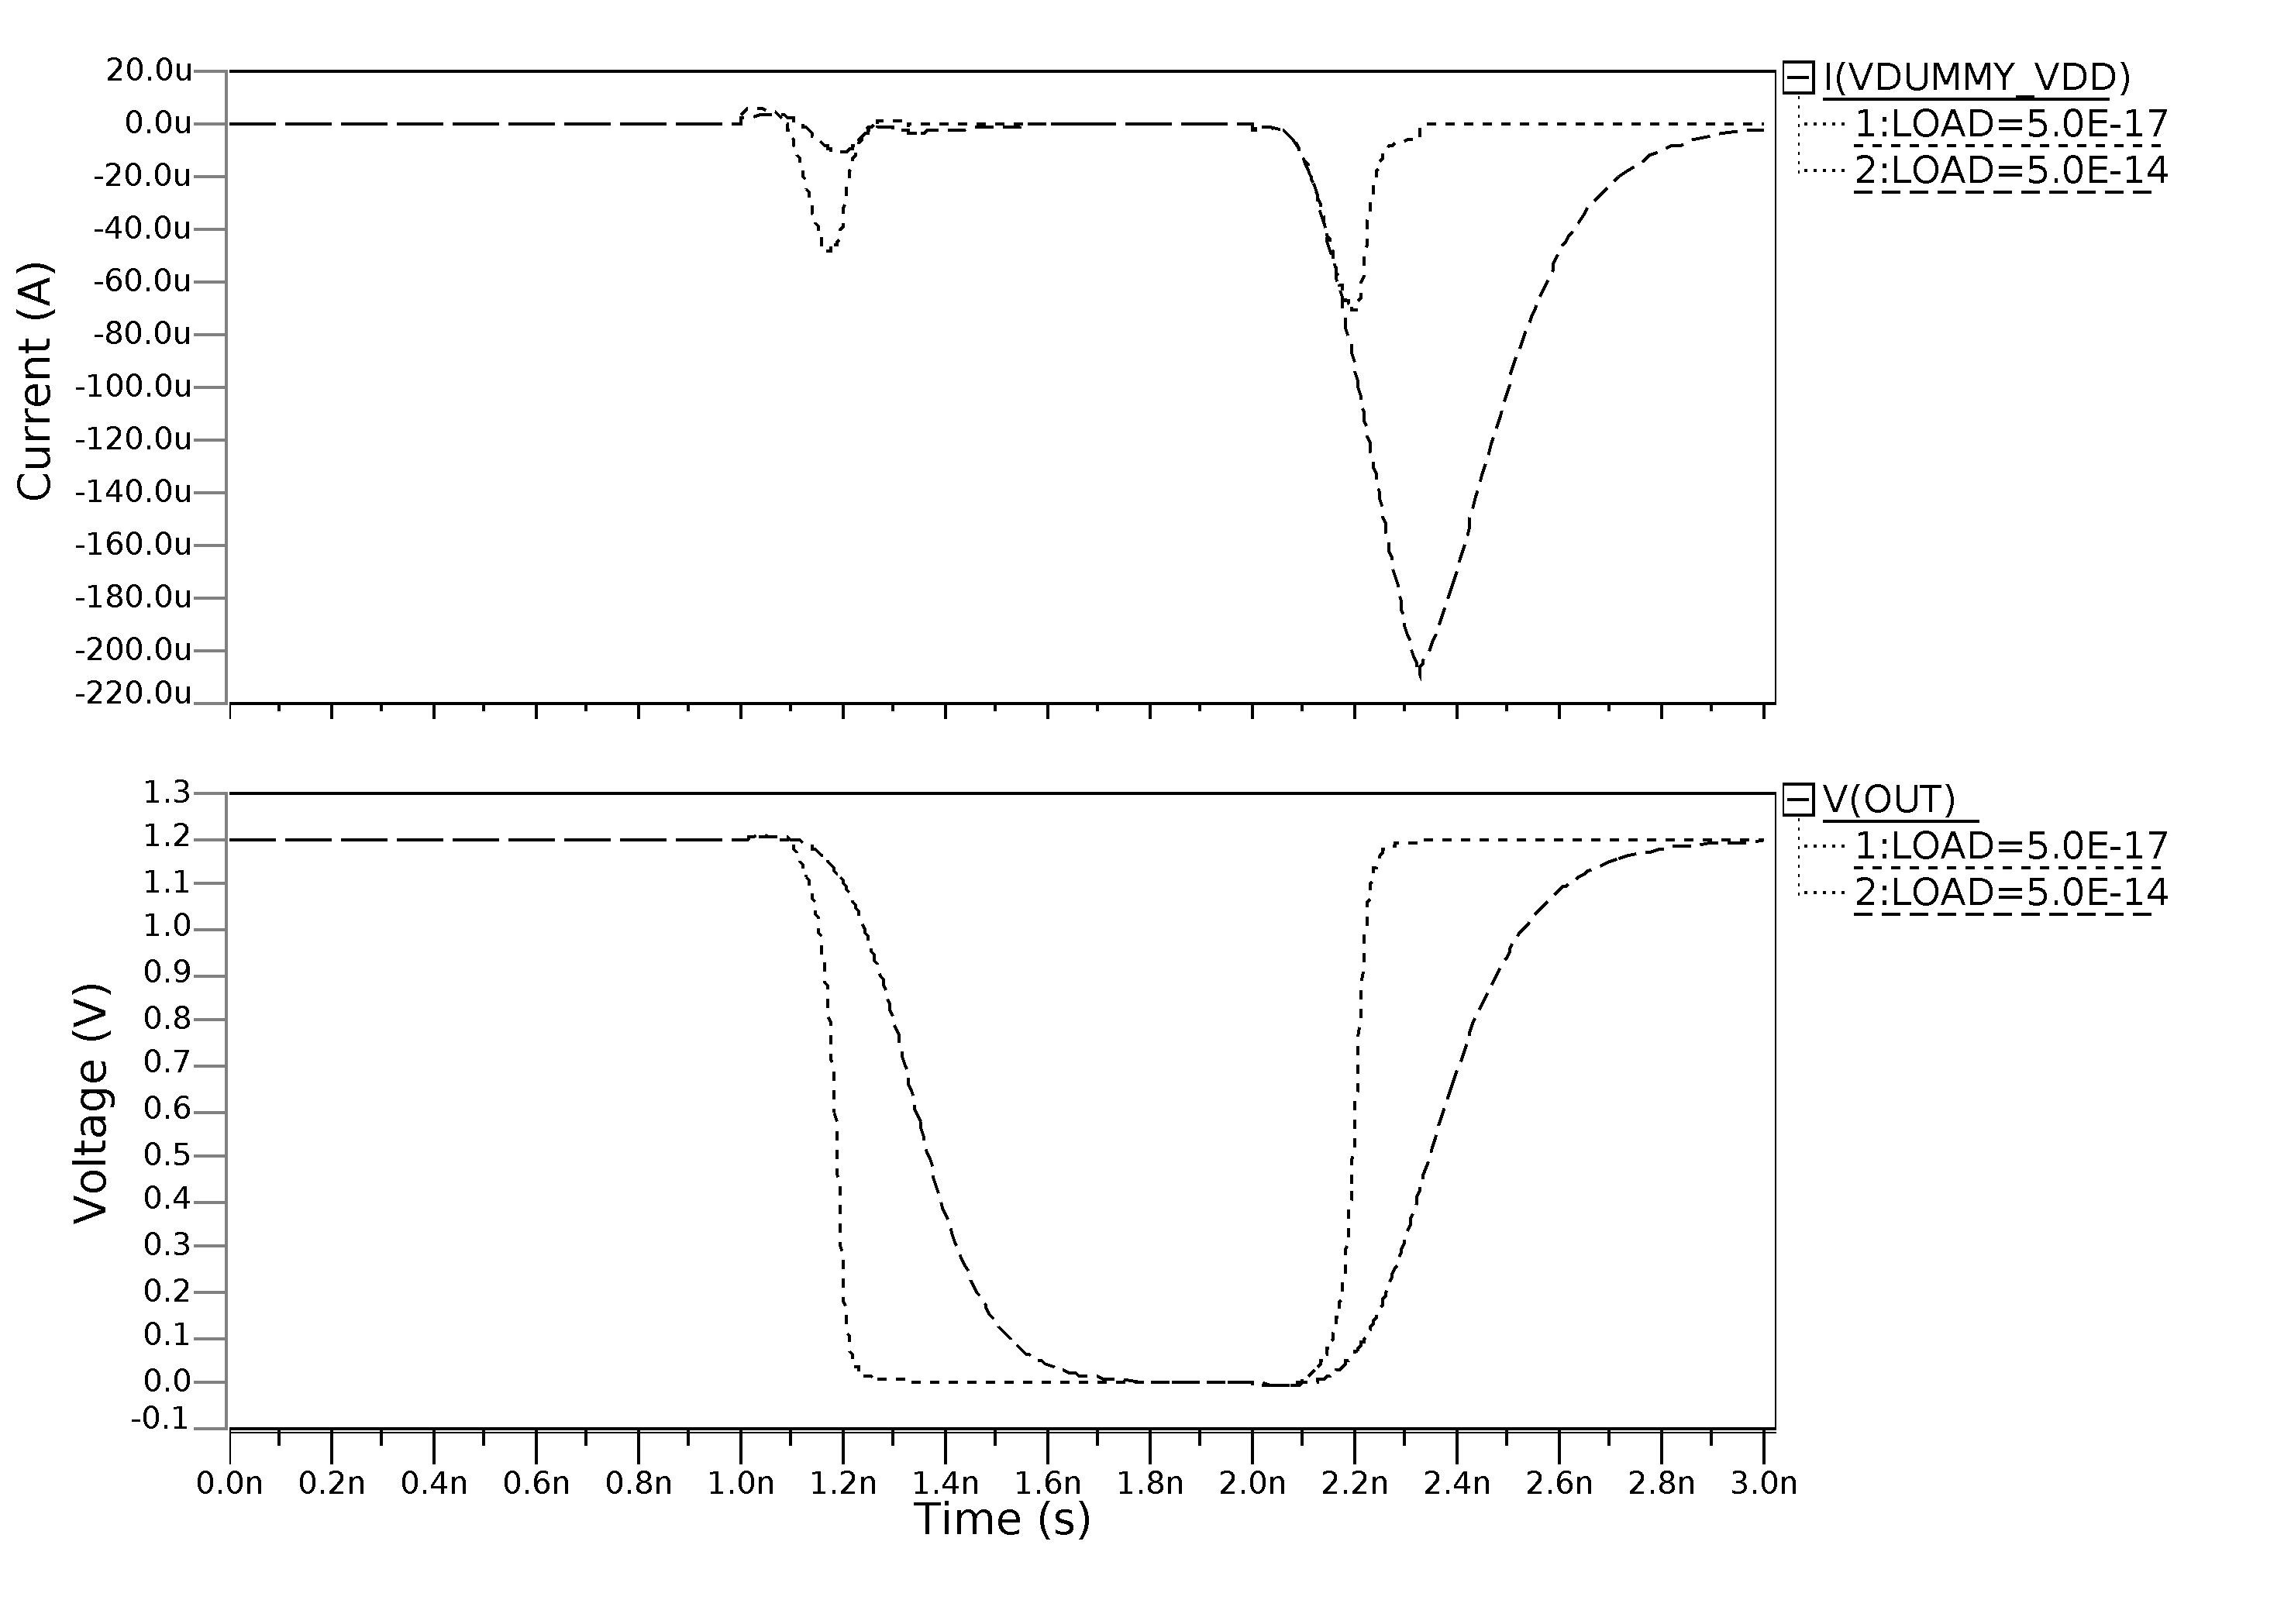 20.0u
0.0u
-20.0u
-40.0u
-60.0u
-80.0u
-100.0u
-120.0u
-140.0u
-160.0u
-180.0u
-200.0u
-220.0u
Current (A)
I(VDUMMY_VDD)
1:LOAD=5.0E-17
2:LOAD=5.0E-14
1.3
1.2
1.1
1.0
0.9
0.8
0.7
0.6
0.5
0.4
0.3
0.2
0.1
0.0
-0.1
Voltage (V)
V(OUT)
1:LOAD=5.0E-17
2:LOAD=5.0E-14
0.0n 0.2n 0.4n 0.6n 0.8n 1.0n 1.2n 1.4n 1.6n 1.8n 2.0n 2.2n 2.4n 2.6n 2.8n 3.0n
Time (s)